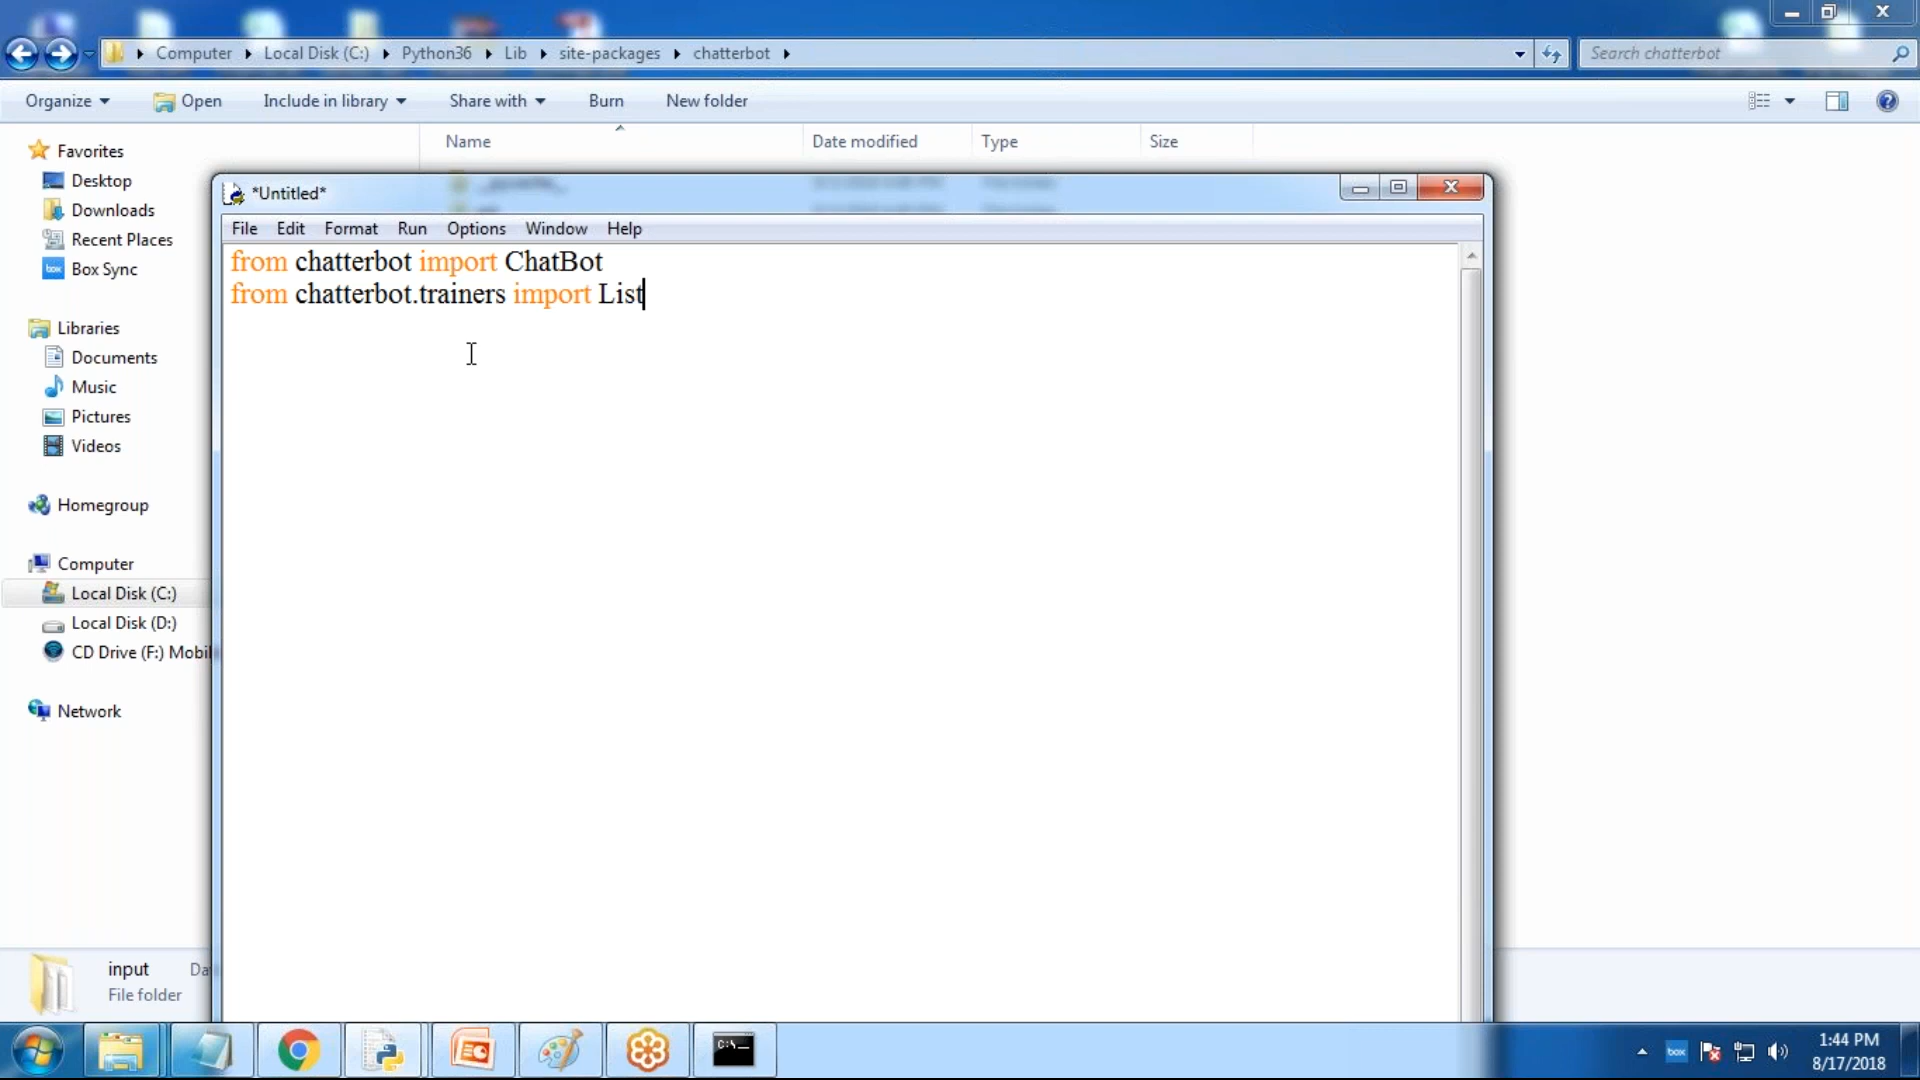 Computer Local Disk (C:) Python36 Lib site-packages chatterbot
Search chatterbot
Organize Open Include in library Share with Burn New folder
Name Date modified Type Size
Favorites
Desktop
Downloads
Recent Places
box Box Sync
Libraries
Documents
Music
Pictures
Videos
Homegroup
Computer
Local Disk (C:)
Local Disk (D:)
CD Drive (F:) Mobil
Network
*Untitled*
File Edit Format Run Options Window Help
from chatterbot import ChatBot
from chatterbot.trainers import List
input Da
File folder
C:\_
box
1:44 PM
8/17/2018